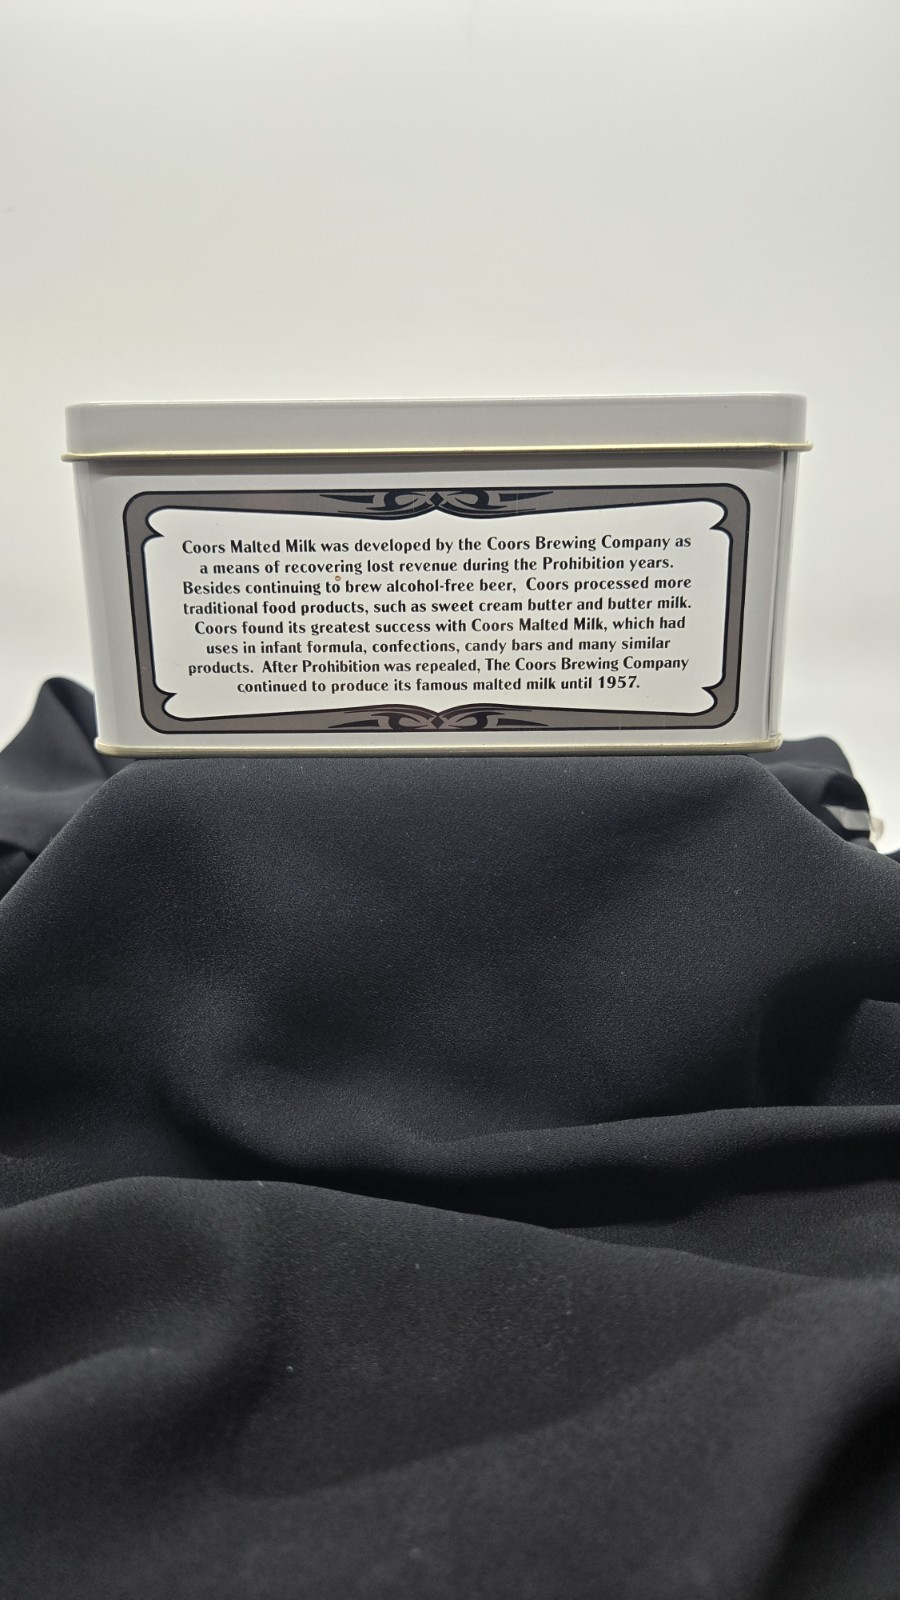 Coors Malted Milk was developed by the Coors Brewing Company as
a means of recovering lost revenue during the Prohibition years.
Besides continuing to brew alcohol-free beer, Coors processed more
traditional food products, such as sweet cream butter and butter milk.
Coors found its greatest success with Coors Malted Milk, which had
uses in infant formula, confections, candy bars and many similar
products. After Prohibition was repealed, The Coors Brewing Company
continued to produce its famous malted milk until 1957.